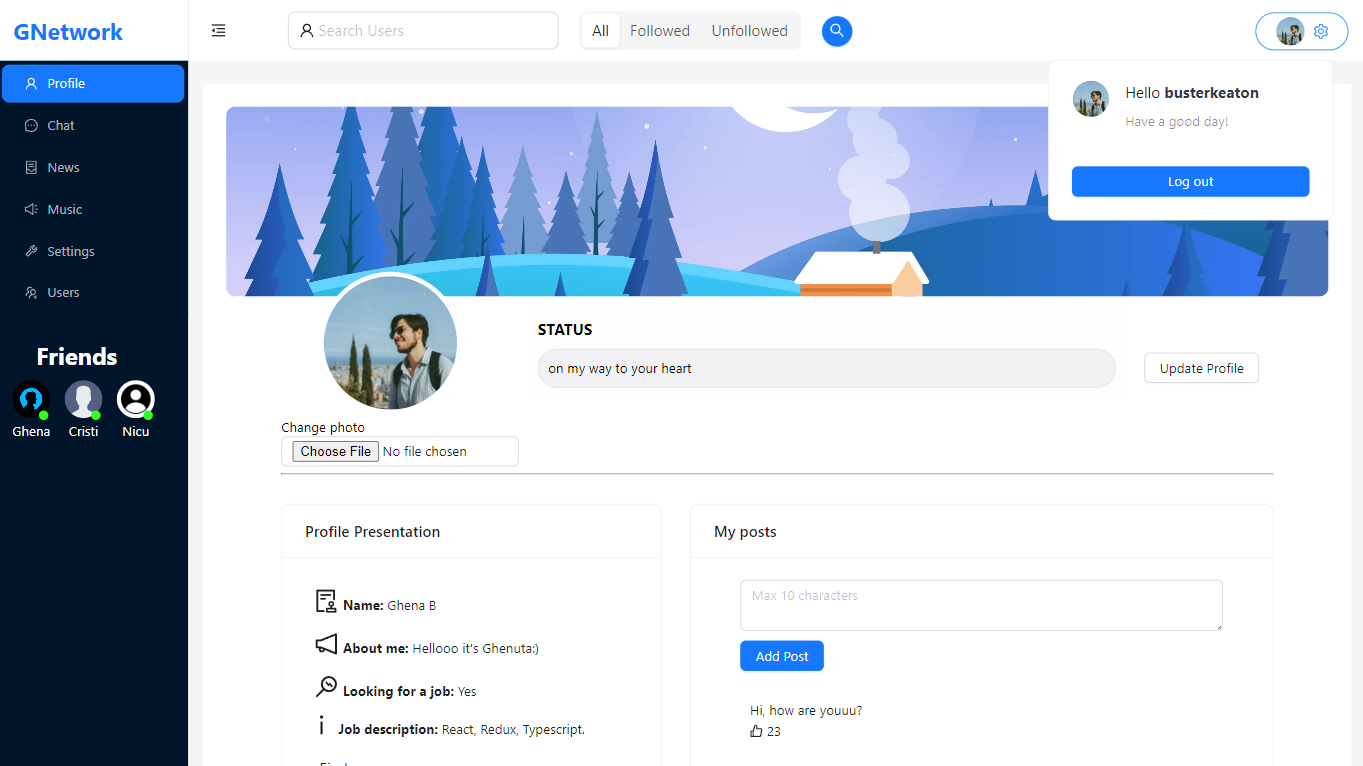 GNetwork
Search Users
All Followed Unfollowed
Profile
Chat
News
Music
Settings
Users
Friends
Ghena Cristi Nicu
Hello busterkeaton
Have a good day!
Log out
STATUS
on my way to your heart
Update Profile
Change photo
Choose File No file chosen
Profile Presentation
Name: Ghena B
About me: Hellooo it's Ghenuta:)
Looking for a job: Yes
Job description: React, Redux, Typescript.
My posts
Max 10 characters
Add Post
Hi, how are youuu?
23